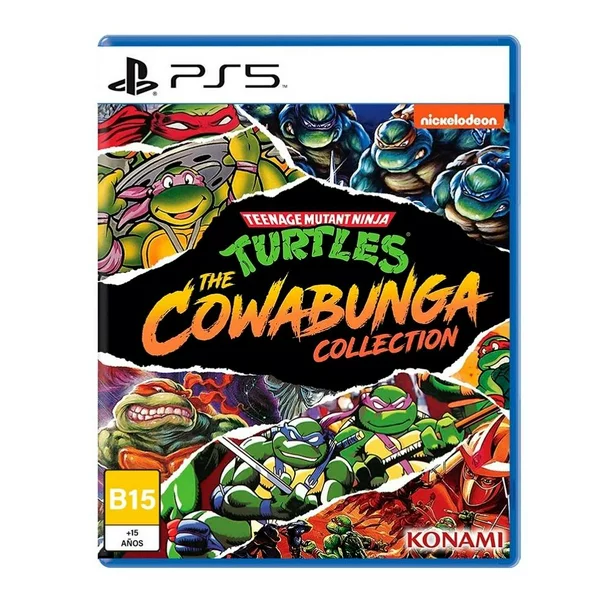 PS5
nickelodeon
TEENAGE MUTANT NINJA
TURTLES
THE
COWABUNGA
COLLECTION
B15
+15
AÑOS
KONAMI